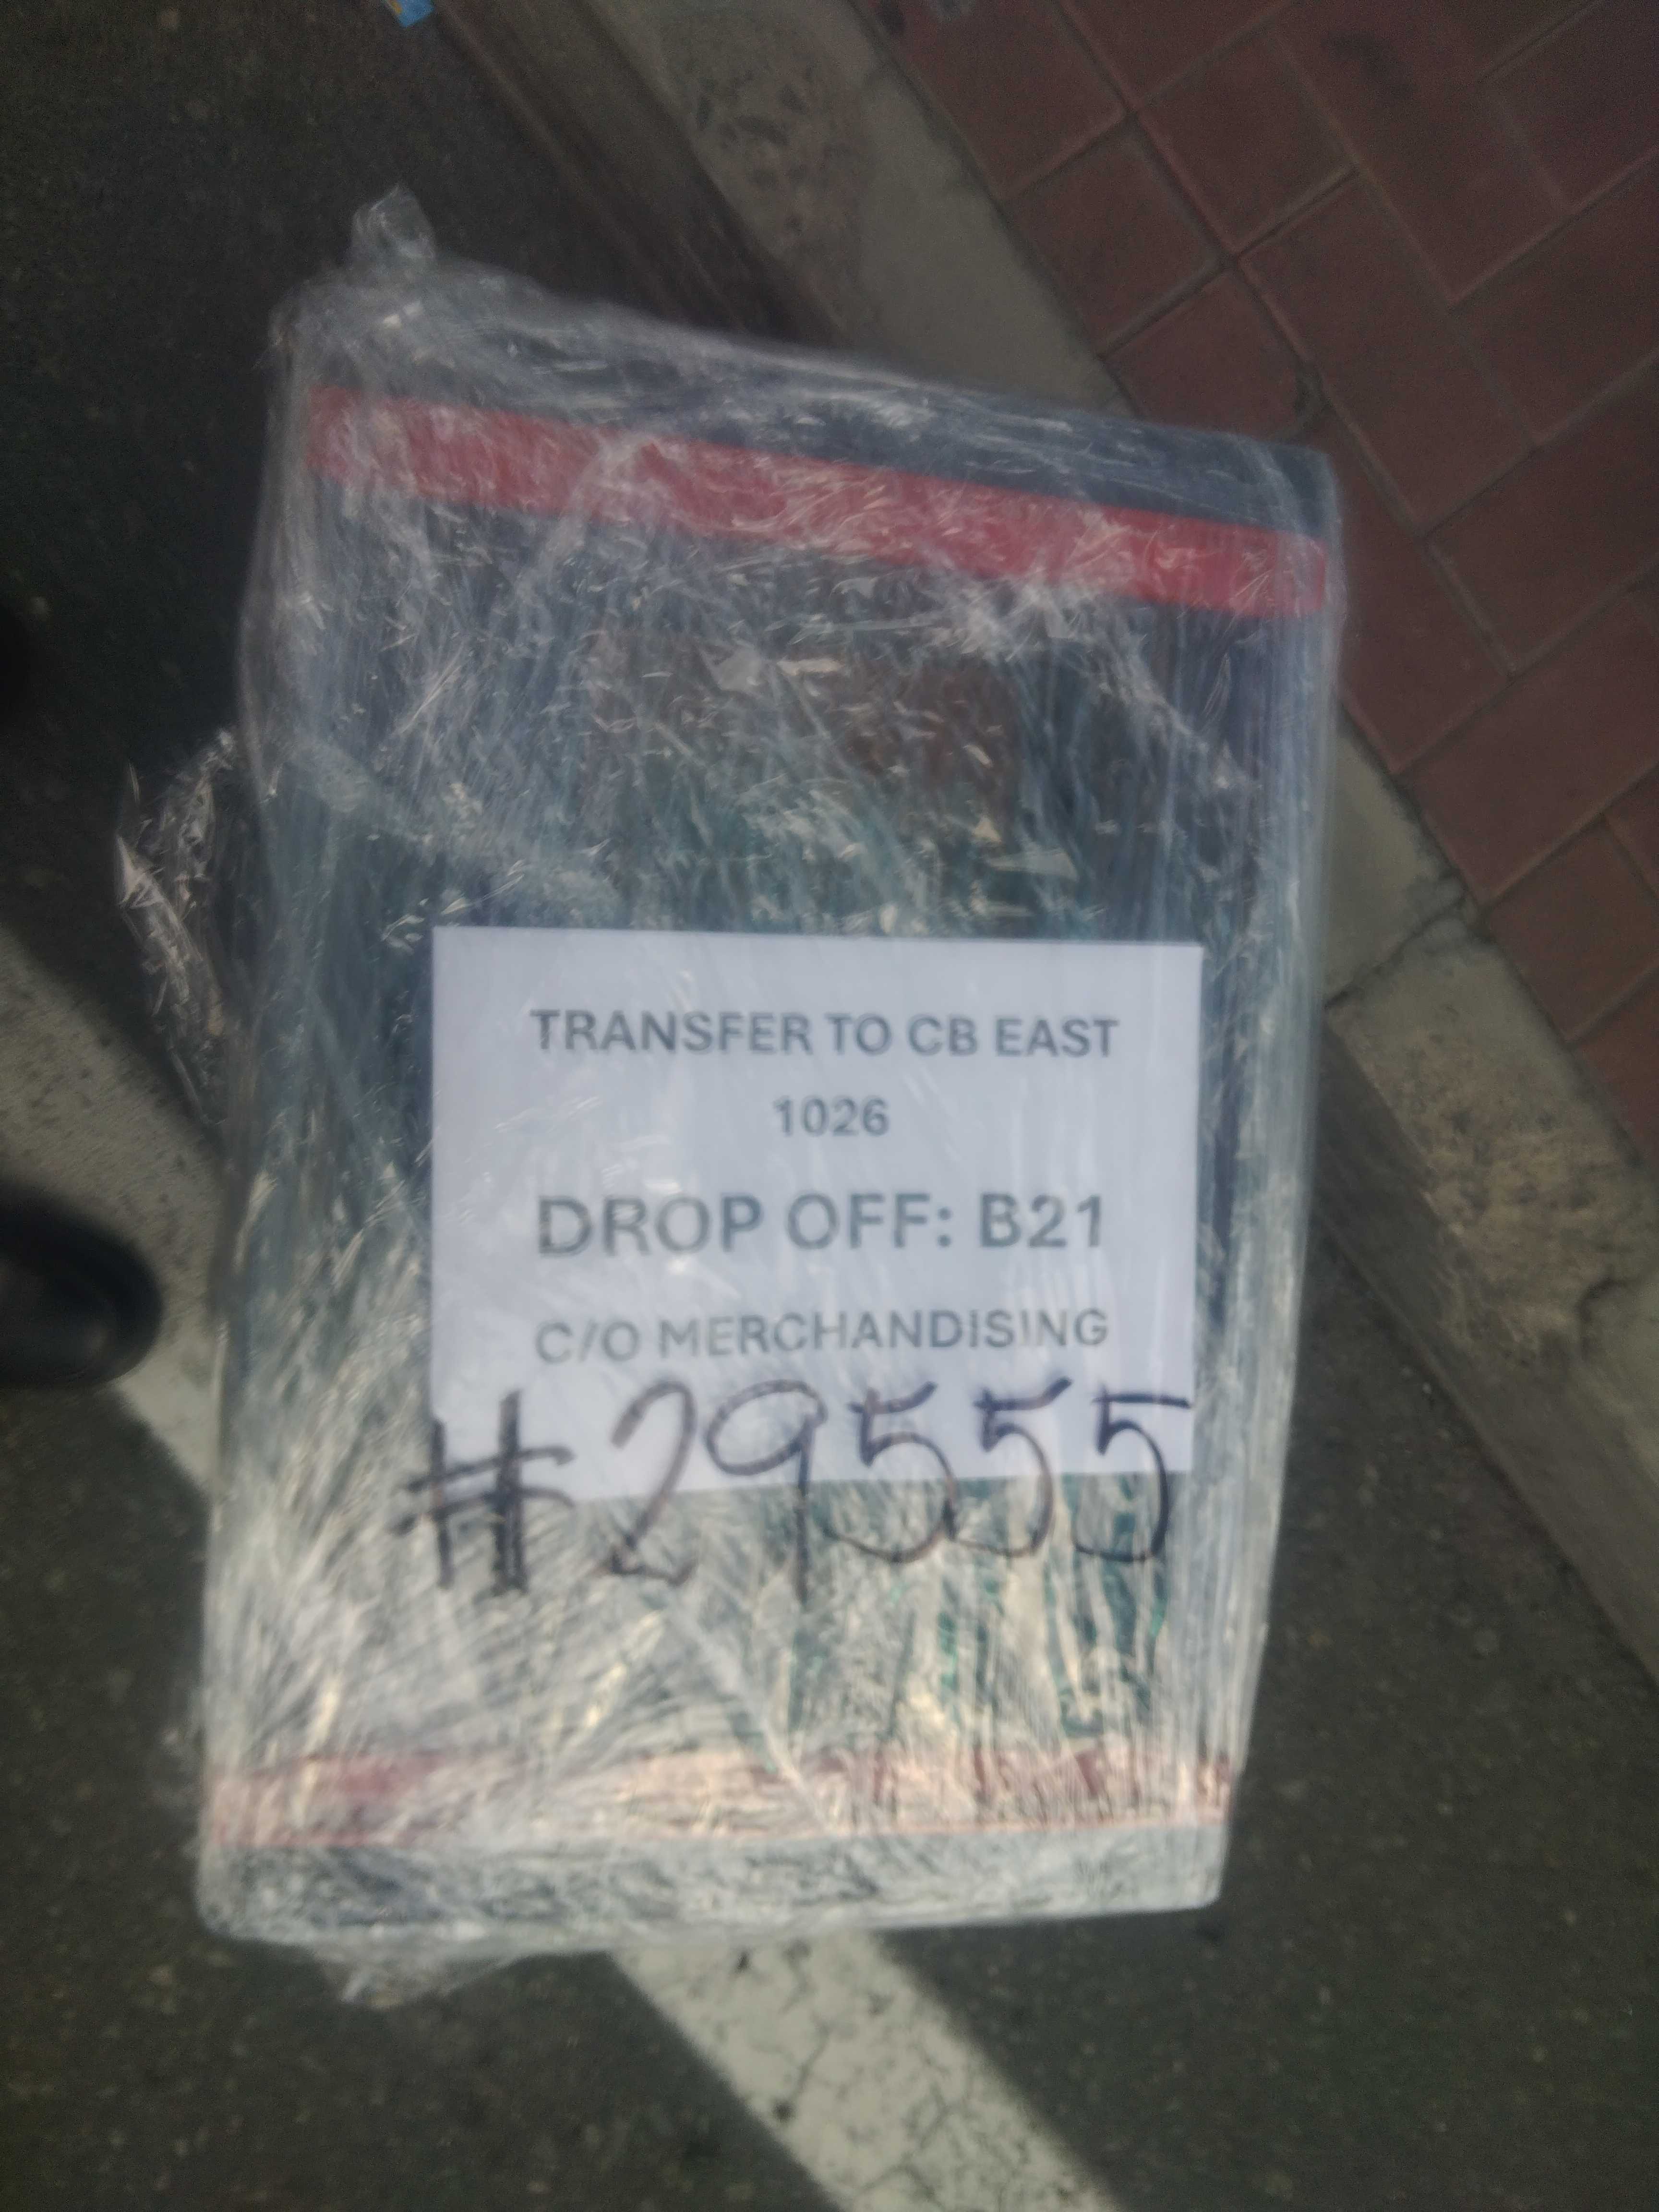 TRANSFER TO CB EAST
1026
DROP OFF: B21
C/O MERCHANDISING
#29555